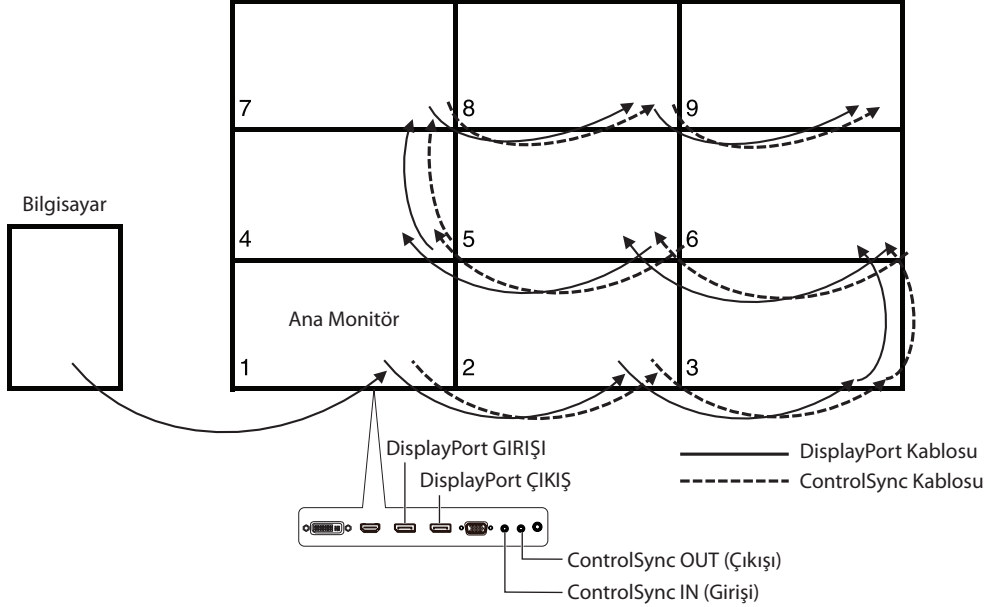 7
8
9
Bilgisayar
4
5
6
Ana Monitör
1
2
3
DisplayPort GIRIŞI
DisplayPort ÇIKIŞ
DisplayPort Kablosu
ControlSync Kablosu
ControlSync OUT (Çıkışı)
ControlSync IN (Girişi)